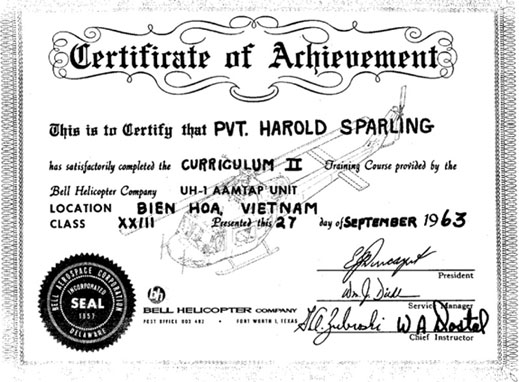 Certificate of Achievement
This is to Certify that PVT. HAROLD SPARLING
has satisfactorily completed the CURRICULUM II Training Course provided by the
Bell Helicopter Company UH-1 AAMTAP UNIT
LOCATION BIEN HOA, VIETNAM
CLASS XXIII Presented this 27 day of SEPTEMBER 1963
President
Wm. J. Diehl
Service Manager
W A Dostal
Chief Instructor
BELL AEROSPACE CORPORATION
INCORPORATED
SEAL
1957
DELAWARE
bh
BELL HELICOPTER COMPANY
POST OFFICE BOX 482 • FORT WORTH 1, TEXAS